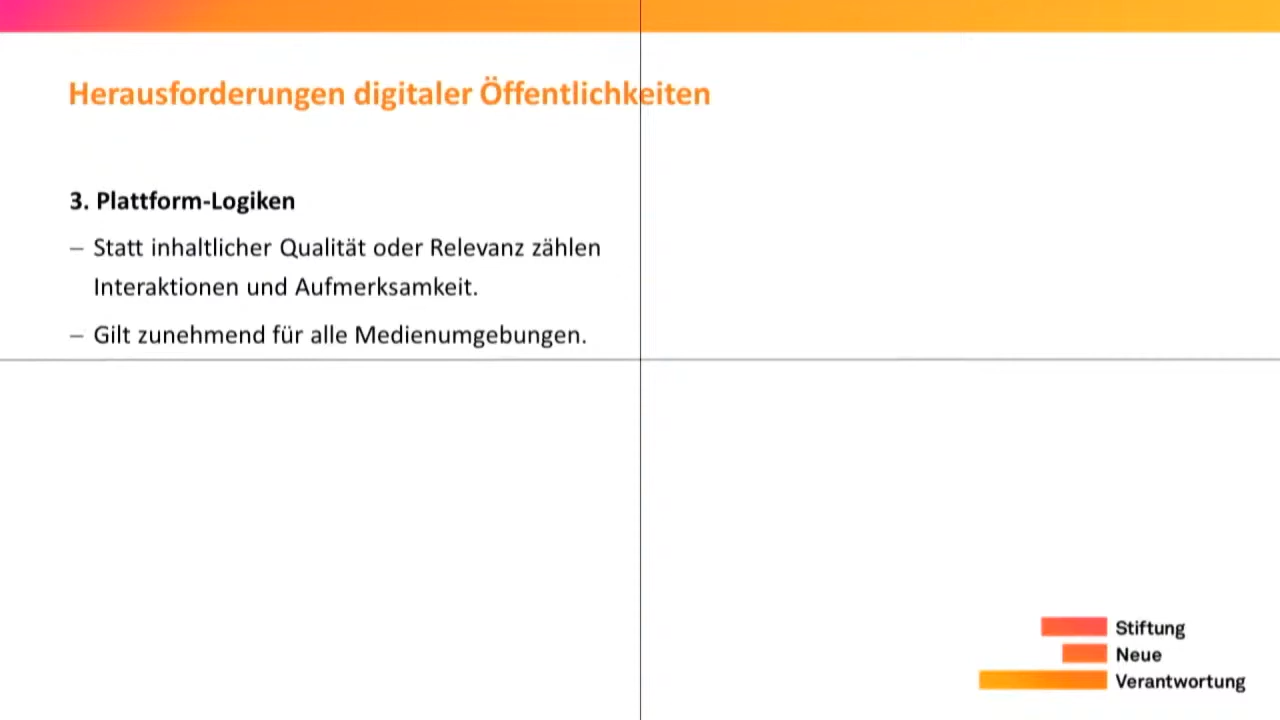 Herausforderungen digitaler Öffentlichkeiten
3. Plattform-Logiken
– Statt inhaltlicher Qualität oder Relevanz zählen
Interaktionen und Aufmerksamkeit.
– Gilt zunehmend für alle Medienumgebungen.
Stiftung
Neue
Verantwortung